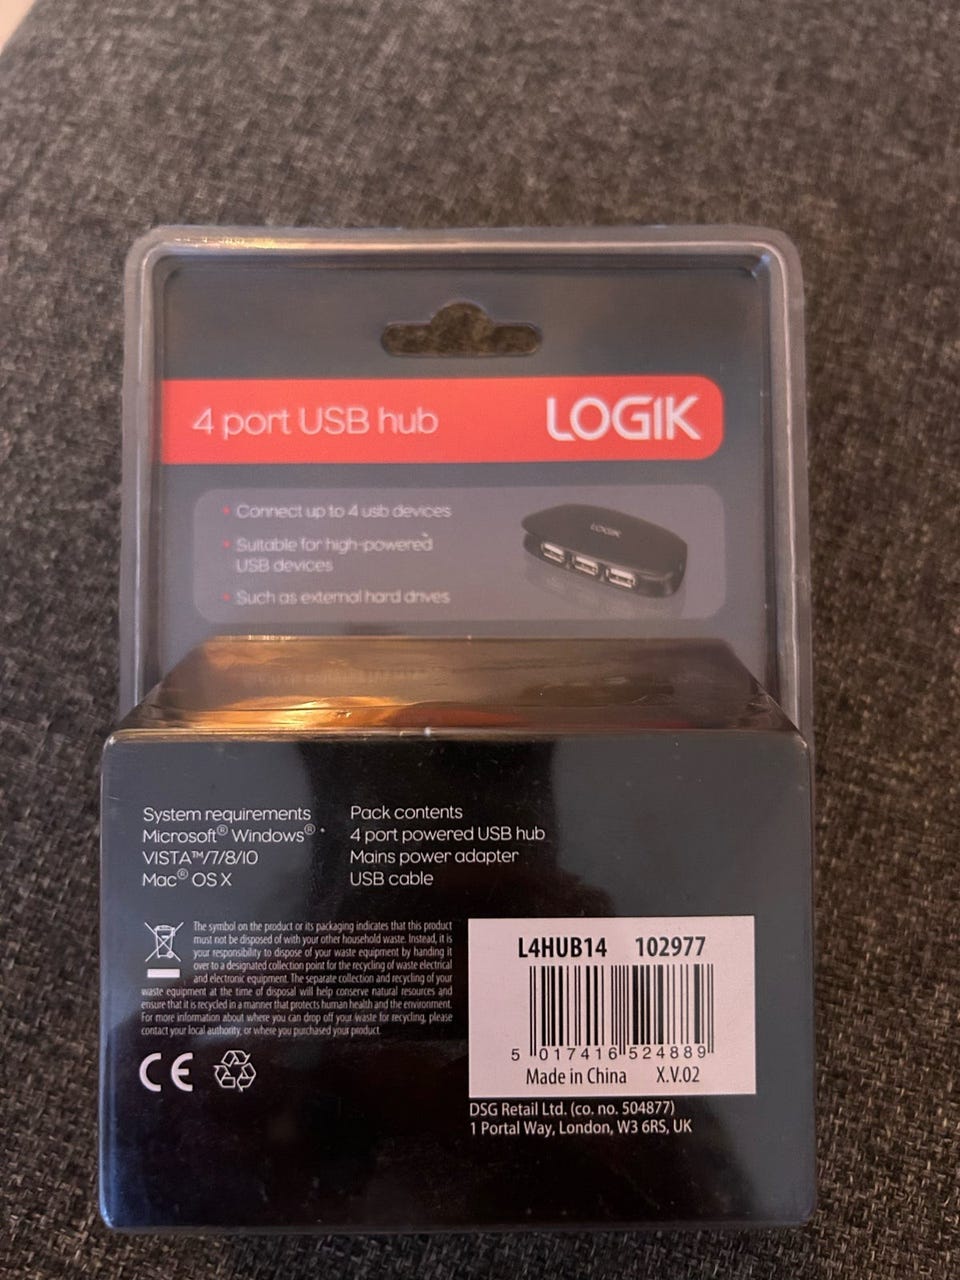 4 port USB hub
LOGIK
• Connect up to 4 usb devices
• Suitable for high-powered
USB devices
• Such as external hard drives
LOGIK
System requirements
Microsoft® Windows®
VISTA™/7/8/10
Mac® OS X
Pack contents
4 port powered USB hub
Mains power adapter
USB cable
The symbol on the product or its packaging indicates that this product
must not be disposed of with your other household waste. Instead, it is
your responsibility to dispose of your waste equipment by handing it
over to a designated collection point for the recycling of waste electrical
and electronic equipment. The separate collection and recycling of your
waste equipment at the time of disposal will help conserve natural resources and
ensure that it is recycled in a manner that protects human health and the environment.
For more information about where you can drop off your waste for recycling, please
contact your local authority, or where you purchased your product.
CE
L4HUB14 102977
5 017416 524889
Made in China X.V.02
DSG Retail Ltd. (co. no. 504877)
1 Portal Way, London, W3 6RS, UK